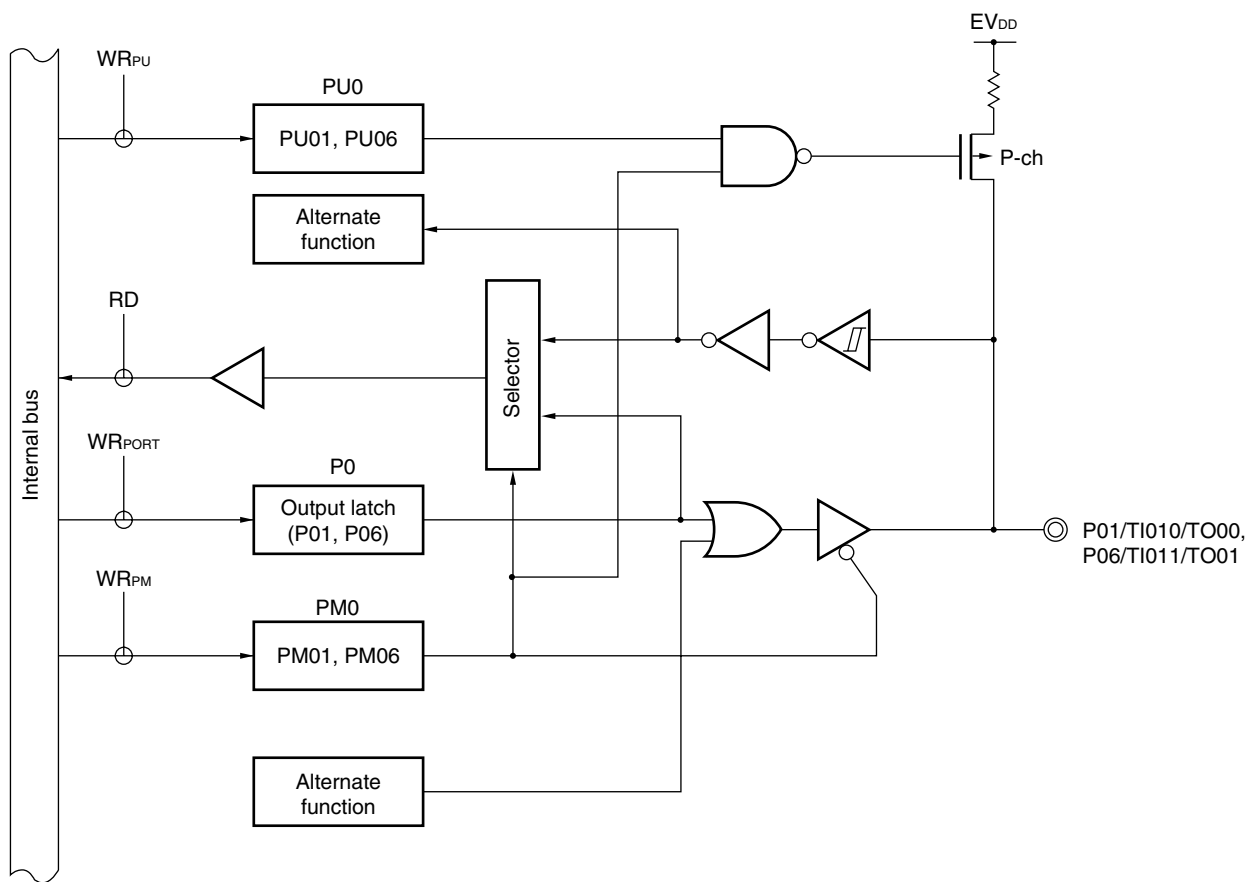 EVDD
WRPU
PU0
PU01, PU06
P-ch
Alternate
function
RD
Selector
Internal bus
WRPORT
P0
Output latch
(P01, P06)
P01/TI010/TO00,
P06/TI011/TO01
WRPM
PM0
PM01, PM06
Alternate
function